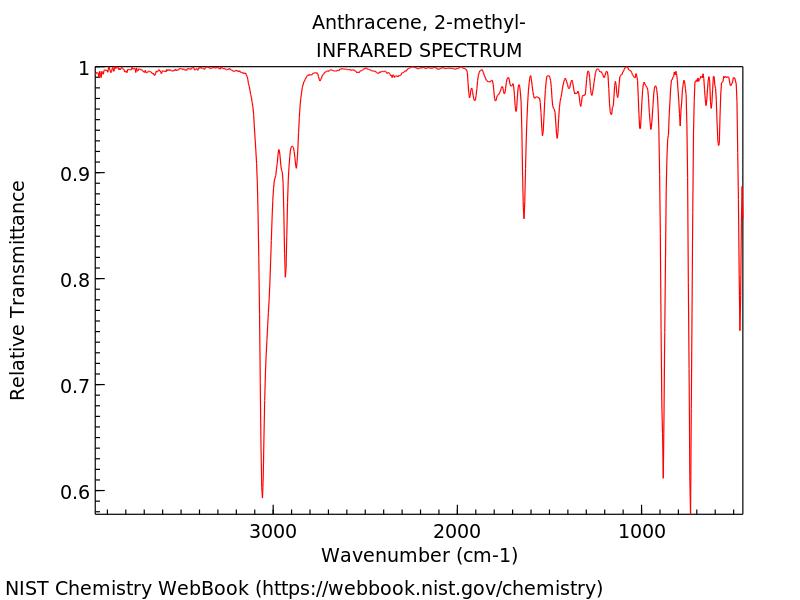 Anthracene, 2-methyl-
INFRARED SPECTRUM
1
0.9
0.8
0.7
0.6
Relative Transmittance
3000
2000
1000
Wavenumber (cm-1)
NIST Chemistry WebBook (https://webbook.nist.gov/chemistry)